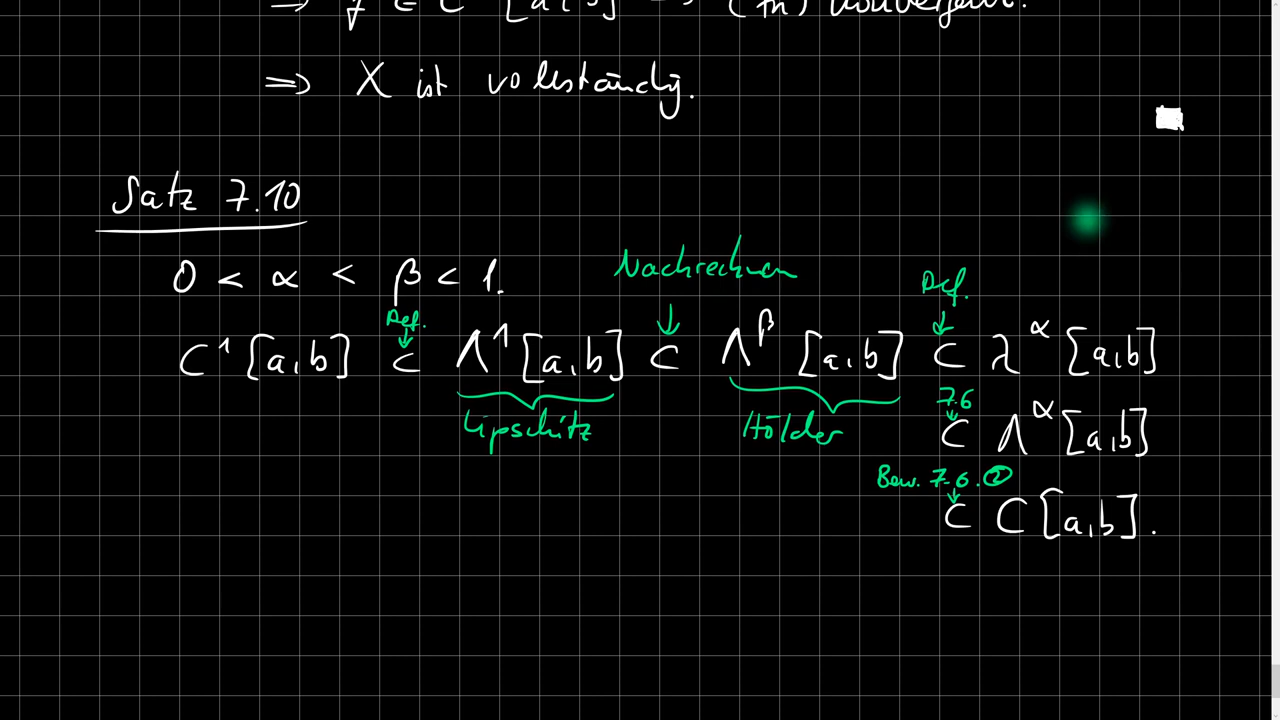 ⇒ X ist vollständig.
Satz 7.10
0 < α < β < 1.
Nachrechnen
Def.
Def.
C¹[a,b] ⊂ Λ¹[a,b] ⊂ Λ^β [a,b] ⊂ λ^α [a,b]
7.6
Lipschitz Hölder ⊂ Λ^α [a,b]
Bew. 7.6.②
⊂ C[a,b].